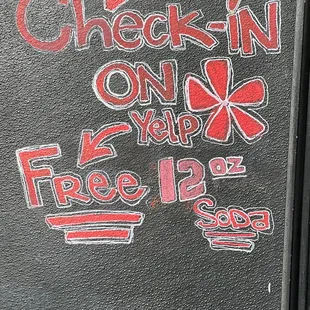 Check-in
ON
Yelp
Free 12 oz
Soda